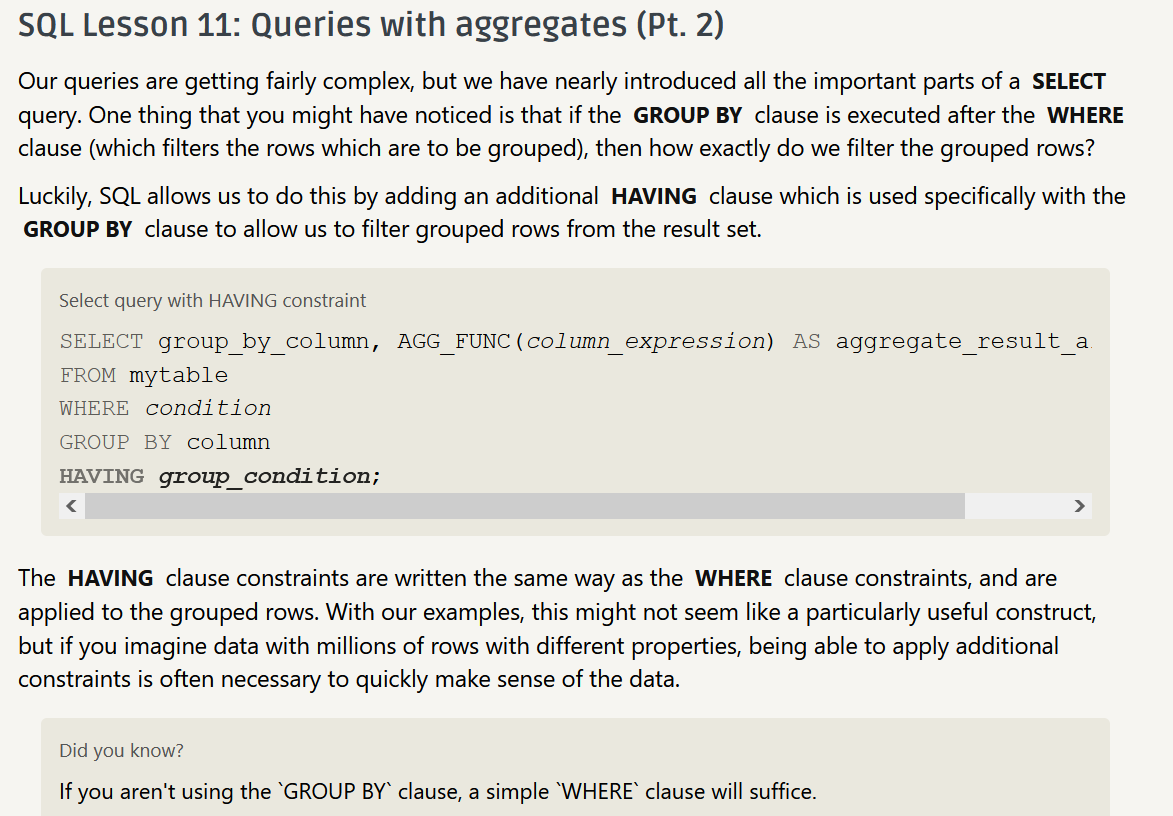 SQL Lesson 11: Queries with aggregates (Pt. 2)
Our queries are getting fairly complex, but we have nearly introduced all the important parts of a SELECT
query. One thing that you might have noticed is that if the GROUP BY clause is executed after the WHERE
clause (which filters the rows which are to be grouped), then how exactly do we filter the grouped rows?
Luckily, SQL allows us to do this by adding an additional HAVING clause which is used specifically with the
GROUP BY clause to allow us to filter grouped rows from the result set.
Select query with HAVING constraint
SELECT group_by_column, AGG_FUNC(column_expression) AS aggregate_result_a
FROM mytable
WHERE condition
GROUP BY column
HAVING group_condition;
The HAVING clause constraints are written the same way as the WHERE clause constraints, and are
applied to the grouped rows. With our examples, this might not seem like a particularly useful construct,
but if you imagine data with millions of rows with different properties, being able to apply additional
constraints is often necessary to quickly make sense of the data.
Did you know?
If you aren't using the `GROUP BY` clause, a simple `WHERE` clause will suffice.